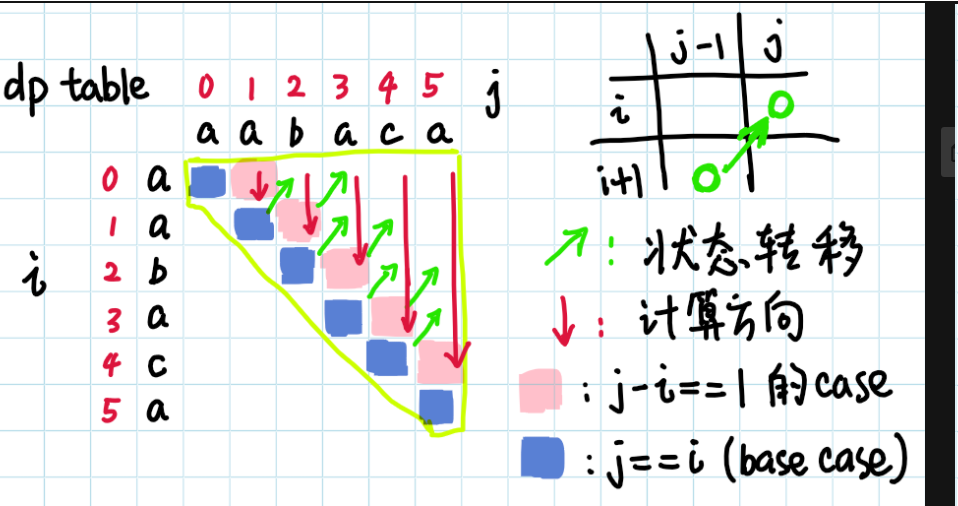 dp table 0 1 2 3 4 5 j
a a b a c a
0 a
1 a
i 2 b
3 a
4 c
5 a
j-1 j
i
i+1
: 状态转移
: 计算方向
: j-i==1 的case
: j==i (base case)